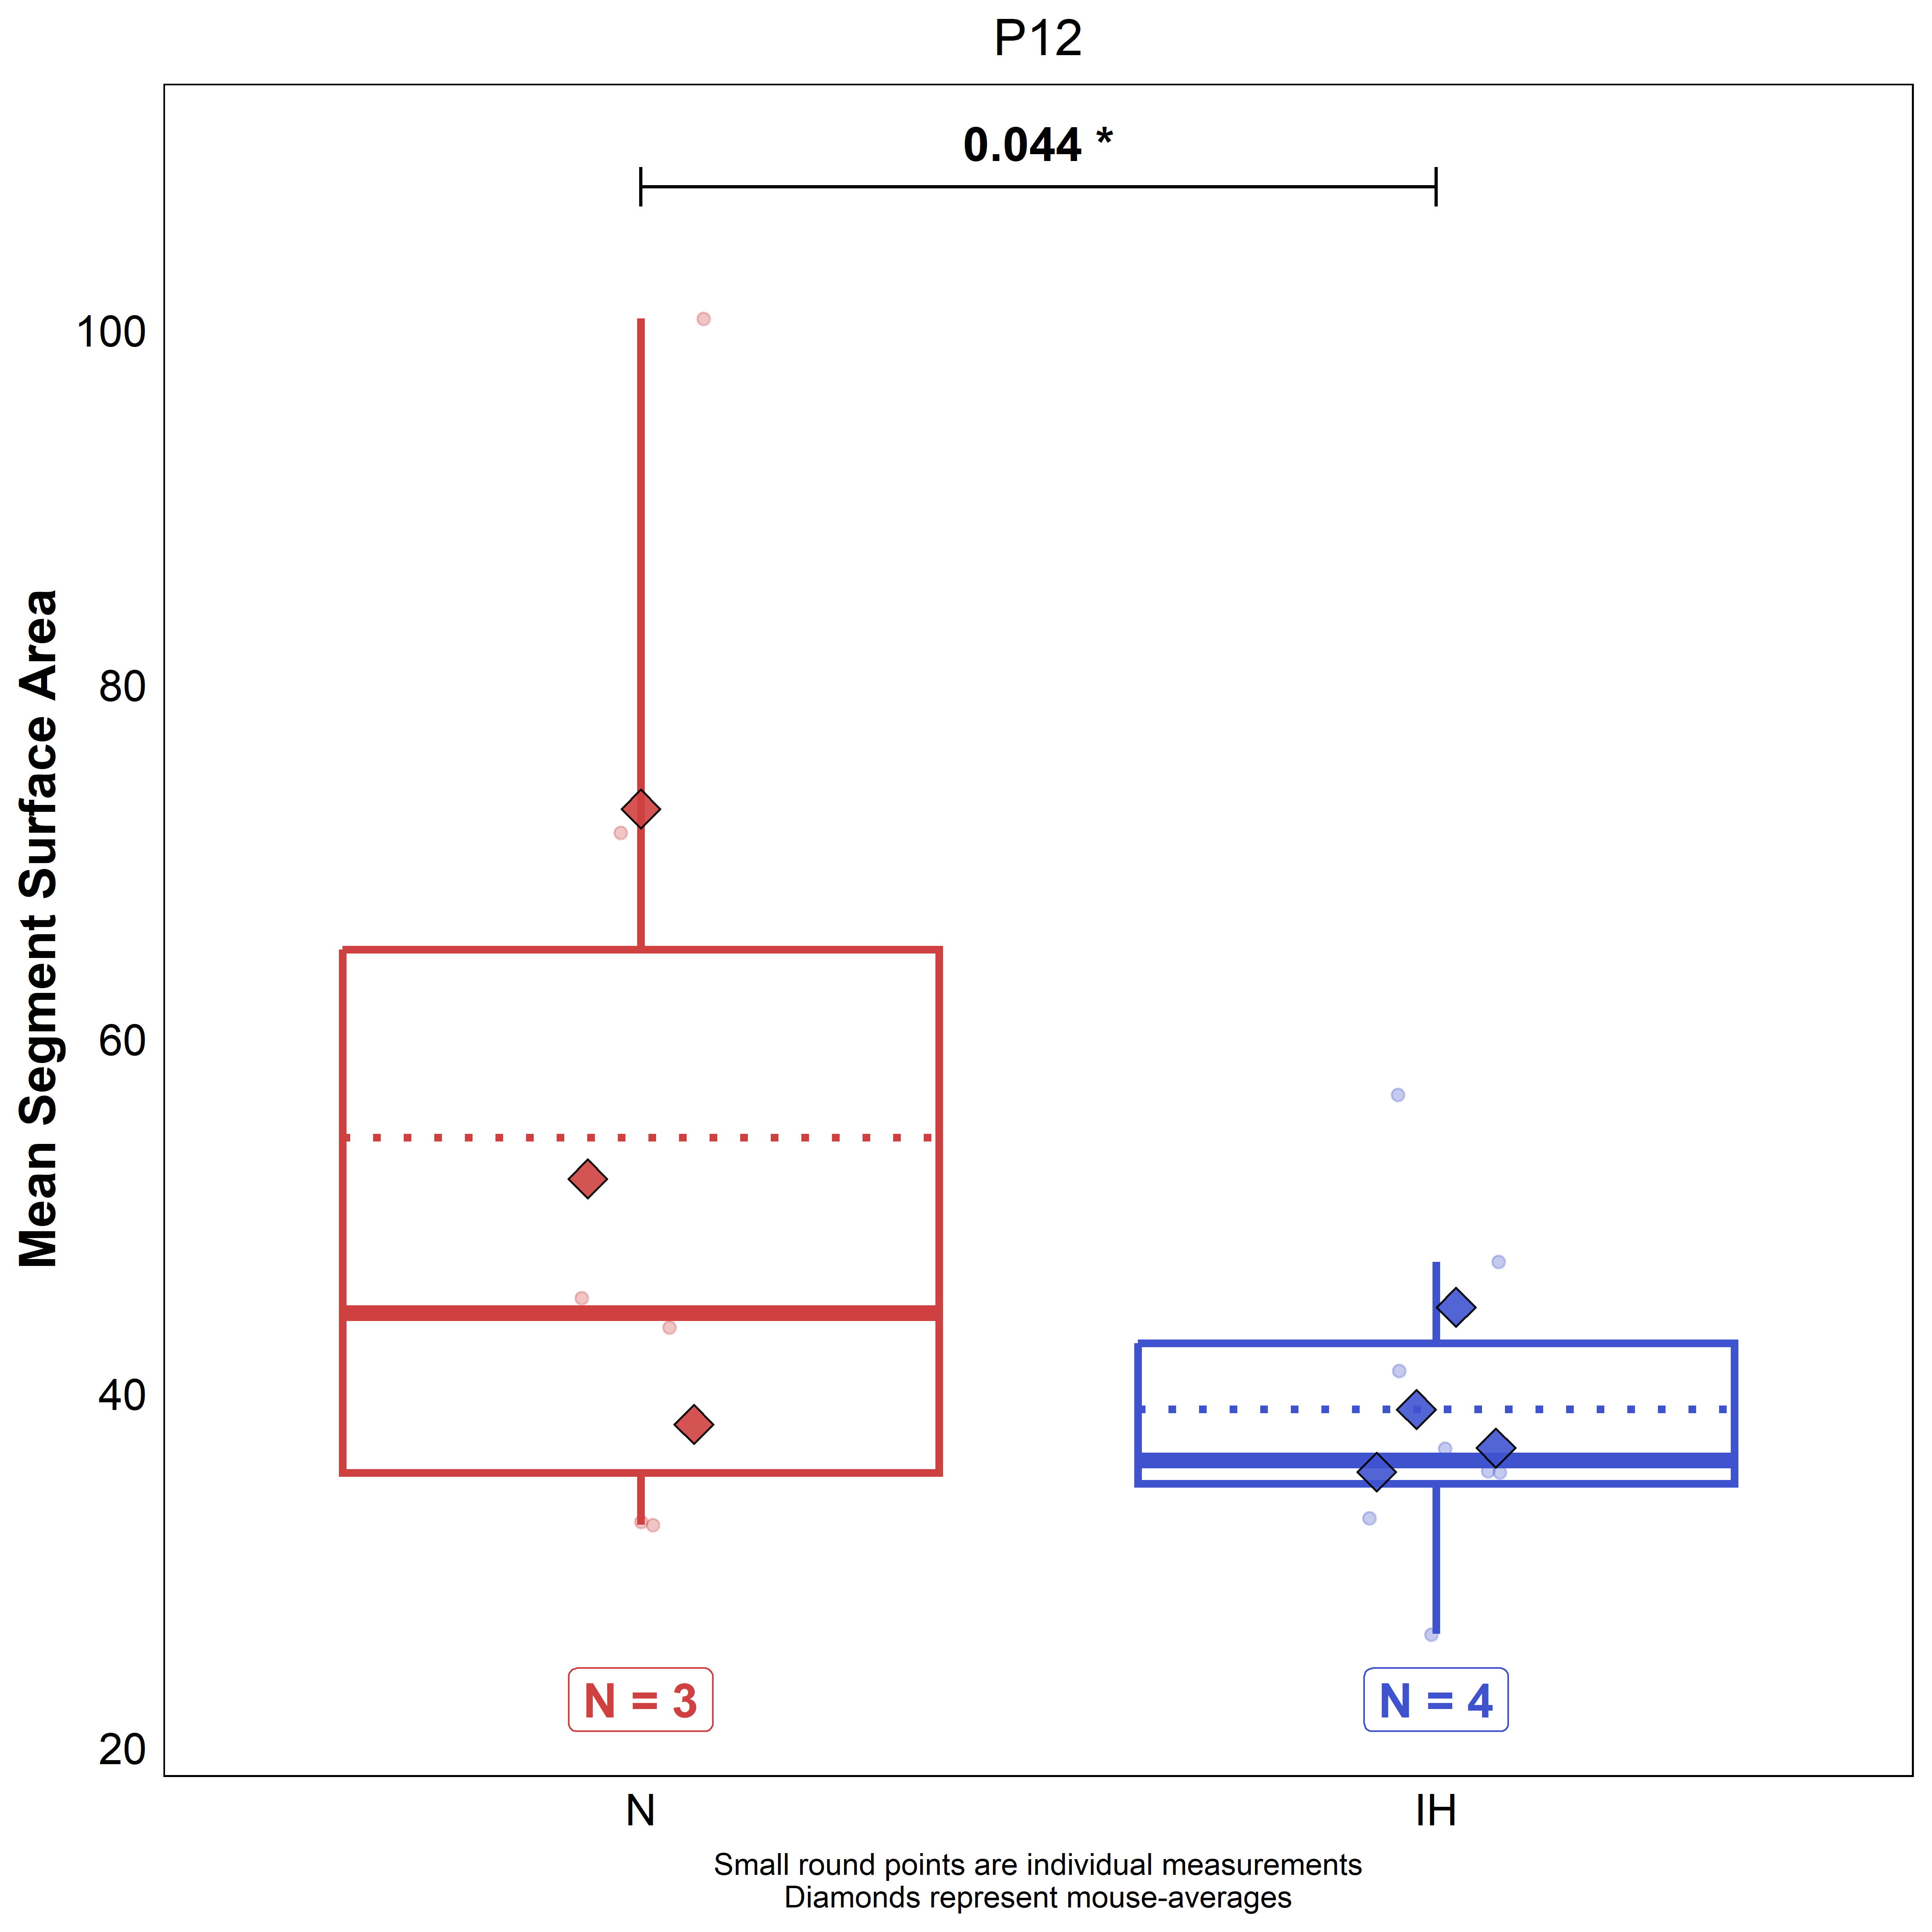 P12
0.044 *
100
80
60
40
20
Mean Segment Surface Area
N = 3
N = 4
N
IH
Small round points are individual measurements
Diamonds represent mouse-averages